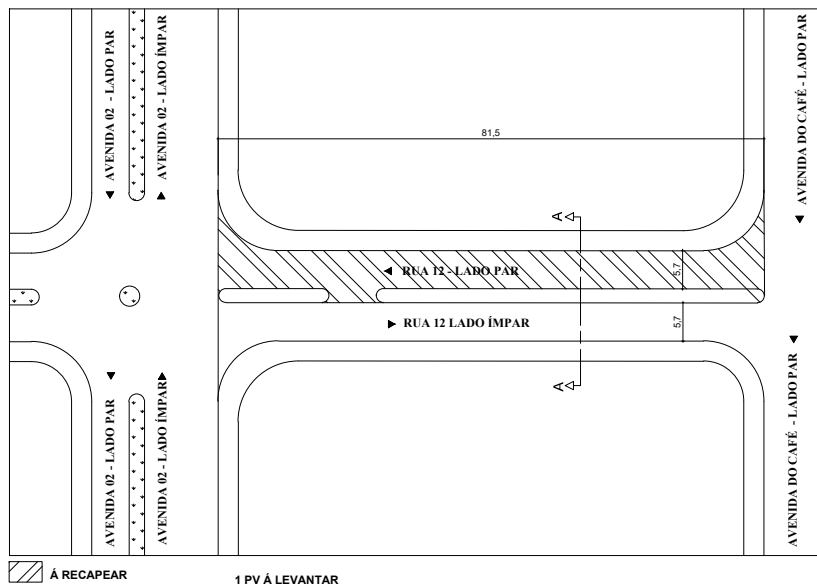 AVENIDA 02 - LADO PAR
AVENIDA 02 - LADO ÍMPAR
AVENIDA DO CAFÉ - LADO PAR
81,5
A
RUA 12 - LADO PAR
5,7
RUA 12 LADO ÍMPAR
5,7
A
AVENIDA 02 - LADO PAR
AVENIDA 02 - LADO ÍMPAR
AVENIDA DO CAFÉ - LADO PAR
Á RECAPEAR
1 PV Á LEVANTAR